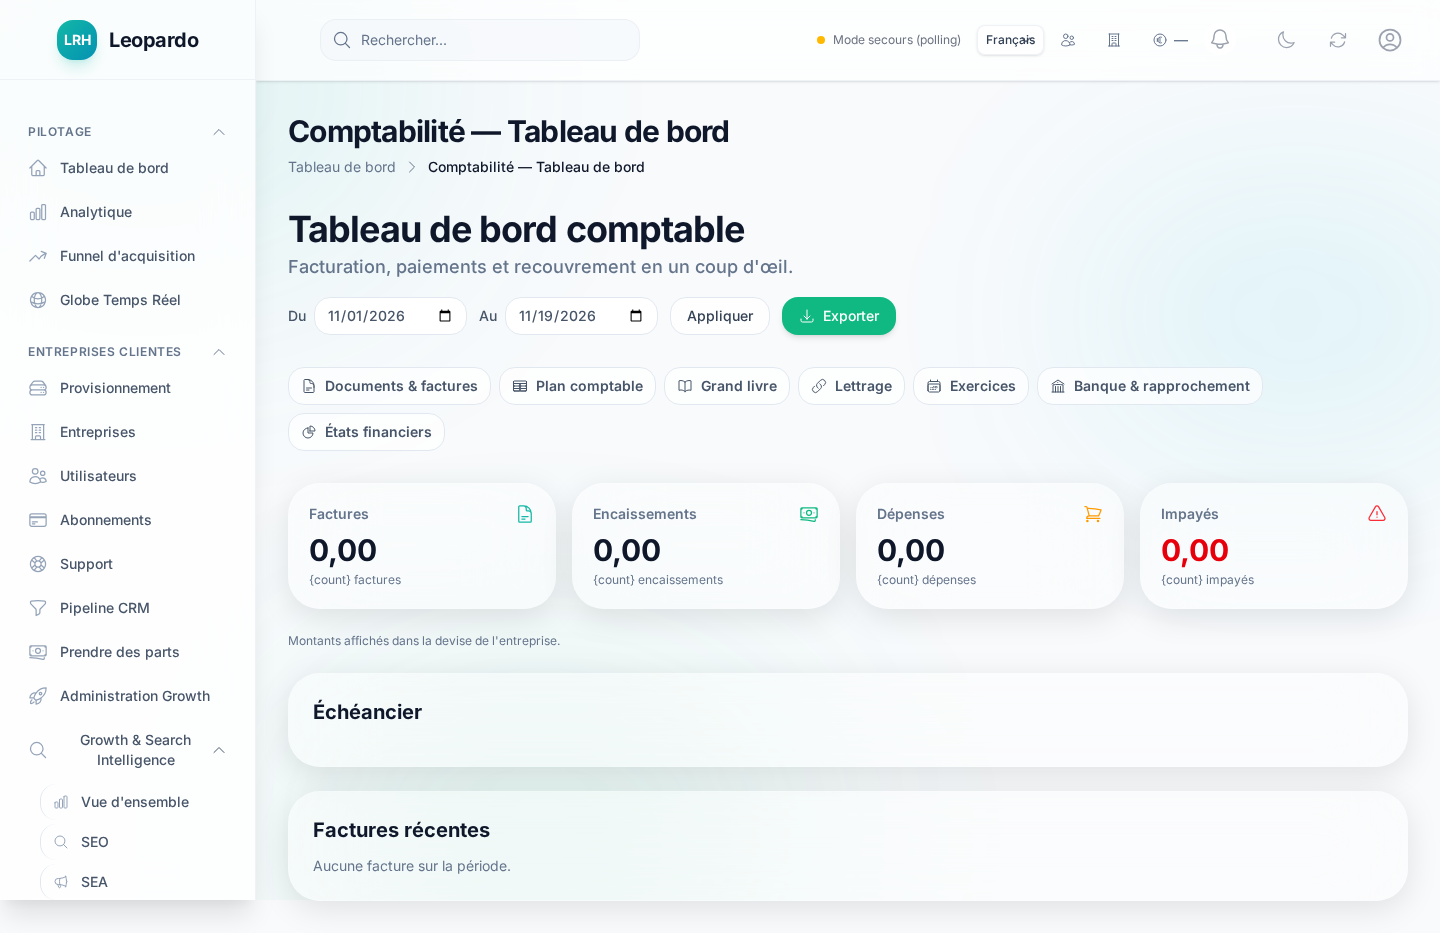 LRH
Leopardo
Rechercher...
Mode secours (polling)
Français
—
PILOTAGE
Tableau de bord
Analytique
Funnel d'acquisition
Globe Temps Réel
ENTREPRISES CLIENTES
Provisionnement
Entreprises
Utilisateurs
Abonnements
Support
Pipeline CRM
Prendre des parts
Administration Growth
Growth & Search
Intelligence
Vue d'ensemble
SEO
SEA
Comptabilité — Tableau de bord
Tableau de bord > Comptabilité — Tableau de bord
Tableau de bord comptable
Facturation, paiements et recouvrement en un coup d'œil.
Du 11/01/2026 Au 11/19/2026 Appliquer Exporter
Documents & factures Plan comptable Grand livre Lettrage Exercices Banque & rapprochement
États financiers
Factures
0,00
{count} factures
Encaissements
0,00
{count} encaissements
Dépenses
0,00
{count} dépenses
Impayés
0,00
{count} impayés
Montants affichés dans la devise de l'entreprise.
Échéancier
Factures récentes
Aucune facture sur la période.